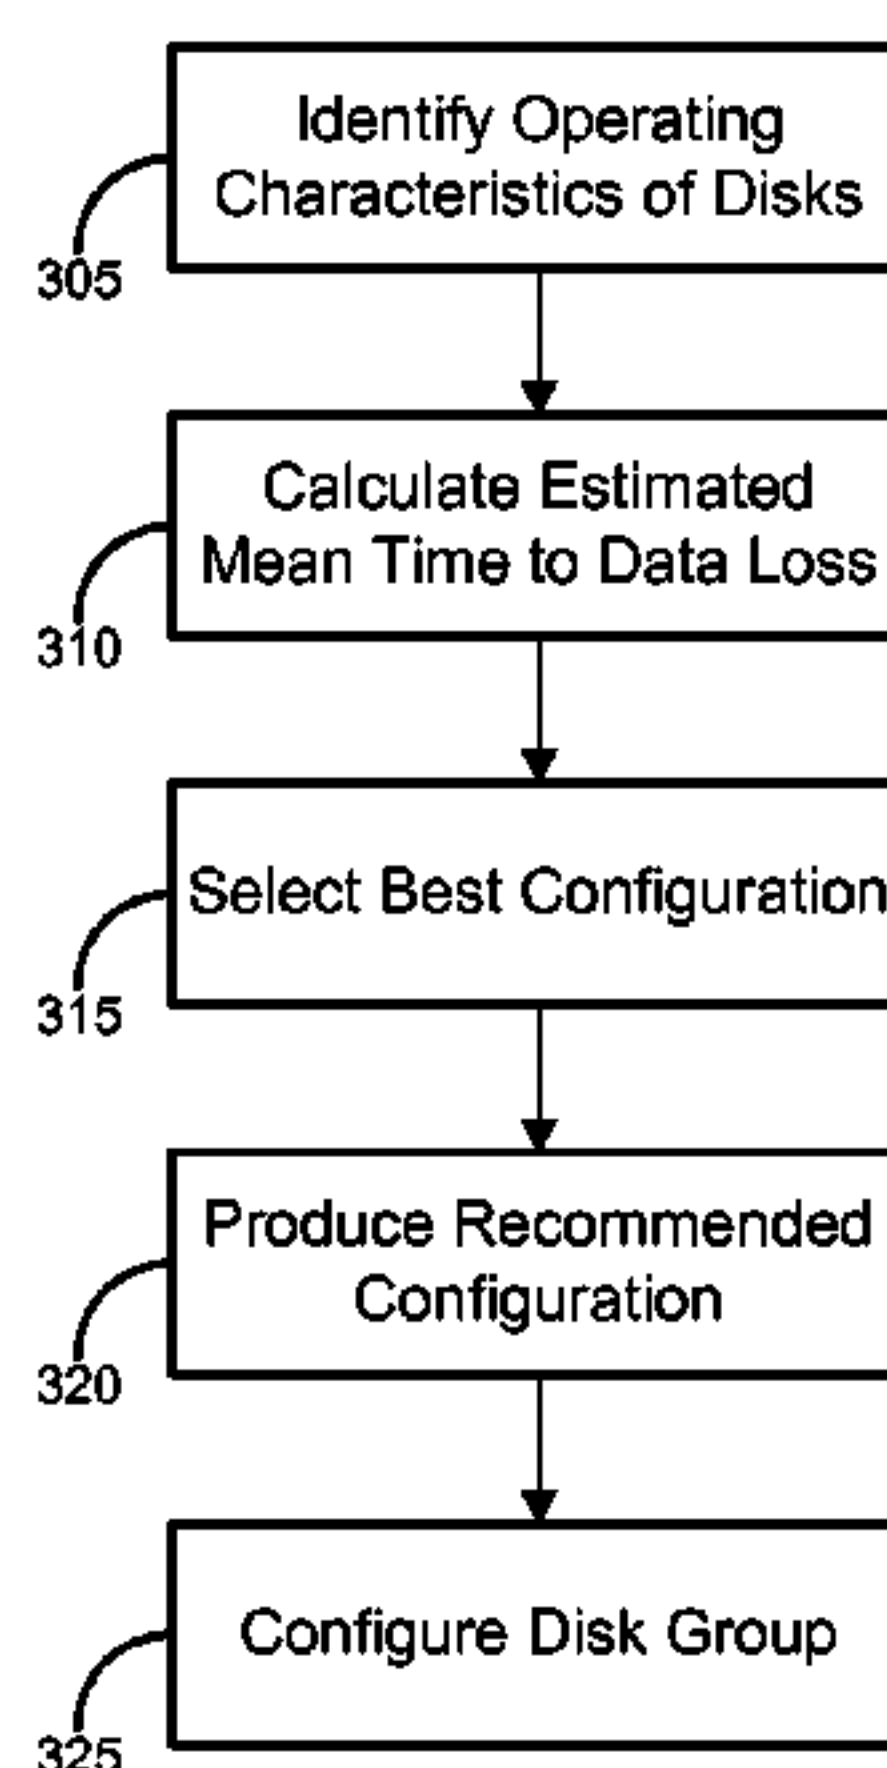 Identify Operating
Characteristics of Disks
305
Calculate Estimated
Mean Time to Data Loss
310
Select Best Configuration
315
Produce Recommended
Configuration
320
Configure Disk Group
325